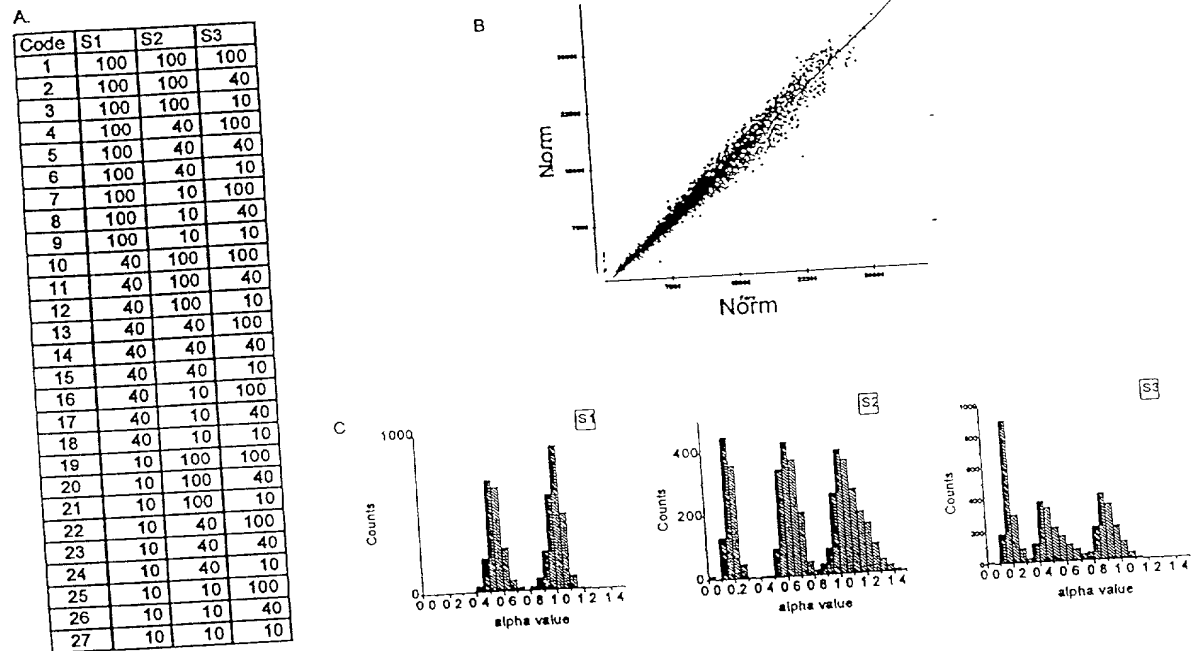 A.
Code S1 S2 S3
1 100 100 100
2 100 100 40
3 100 100 10
4 100 40 100
5 100 40 40
6 100 40 10
7 100 10 100
8 100 10 40
9 100 10 10
10 40 100 100
11 40 100 40
12 40 100 10
13 40 40 100
14 40 40 40
15 40 40 10
16 40 10 100
17 40 10 40
18 40 10 10
19 10 100 100
20 10 100 40
21 10 100 10
22 10 40 100
23 10 40 40
24 10 40 10
25 10 10 100
26 10 10 40
27 10 10 10
B
Norm
Norm
C
S1
1000
0
Counts
0 0 0 2 0 4 0 6 0 8 1 0 1 2 1 4
alpha value
S2
400
200
0
Counts
0 0 0 2 0 4 0 6 0 8 1 0 1 2 1 4
alpha value
S3
1000
800
600
400
Counts
0 0 0 2 0 4 0 6 0 8 1 0 1 2 1 4
alpha value